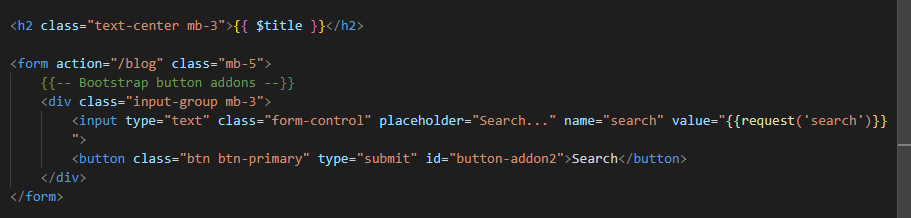 <h2 class="text-center mb-3">{{ $title }}</h2>
<form action="/blog" class="mb-5">
{{-- Bootstrap button addons --}}
<div class="input-group mb-3">
<input type="text" class="form-control" placeholder="Search..." name="search" value="{{request('search')}}
">
<button class="btn btn-primary" type="submit" id="button-addon2">Search</button>
</div>
</form>